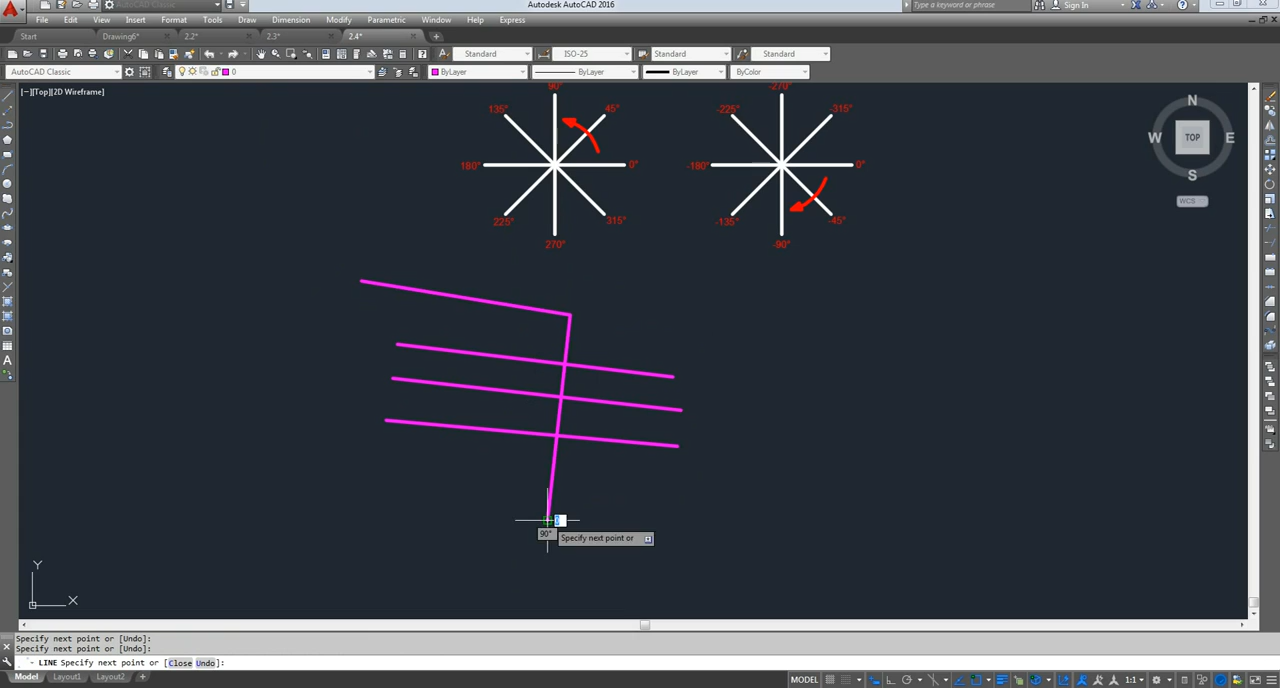 AutoCAD Classic
Autodesk AutoCAD 2016
Type a keyword or phrase
Sign In
File Edit View Insert Format Tools Draw Dimension Modify Parametric Window Help Express
Start Drawing6* 2.2* 2.3* 2.4*
Standard ISO-25 Standard Standard
AutoCAD Classic 0 ByLayer ByLayer ByLayer ByColor
[−][Top][2D Wireframe]
90°
135° 45°
180° 0°
225° 315°
270°
-270°
-225° -315°
-180° 0°
-135° -45°
-90°
N
W TOP E
S
WCS
90° Specify next point or
Y
X
Specify next point or [Undo]:
Specify next point or [Undo]:
LINE Specify next point or [Close Undo]:
Model Layout1 Layout2 +
MODEL 1:1